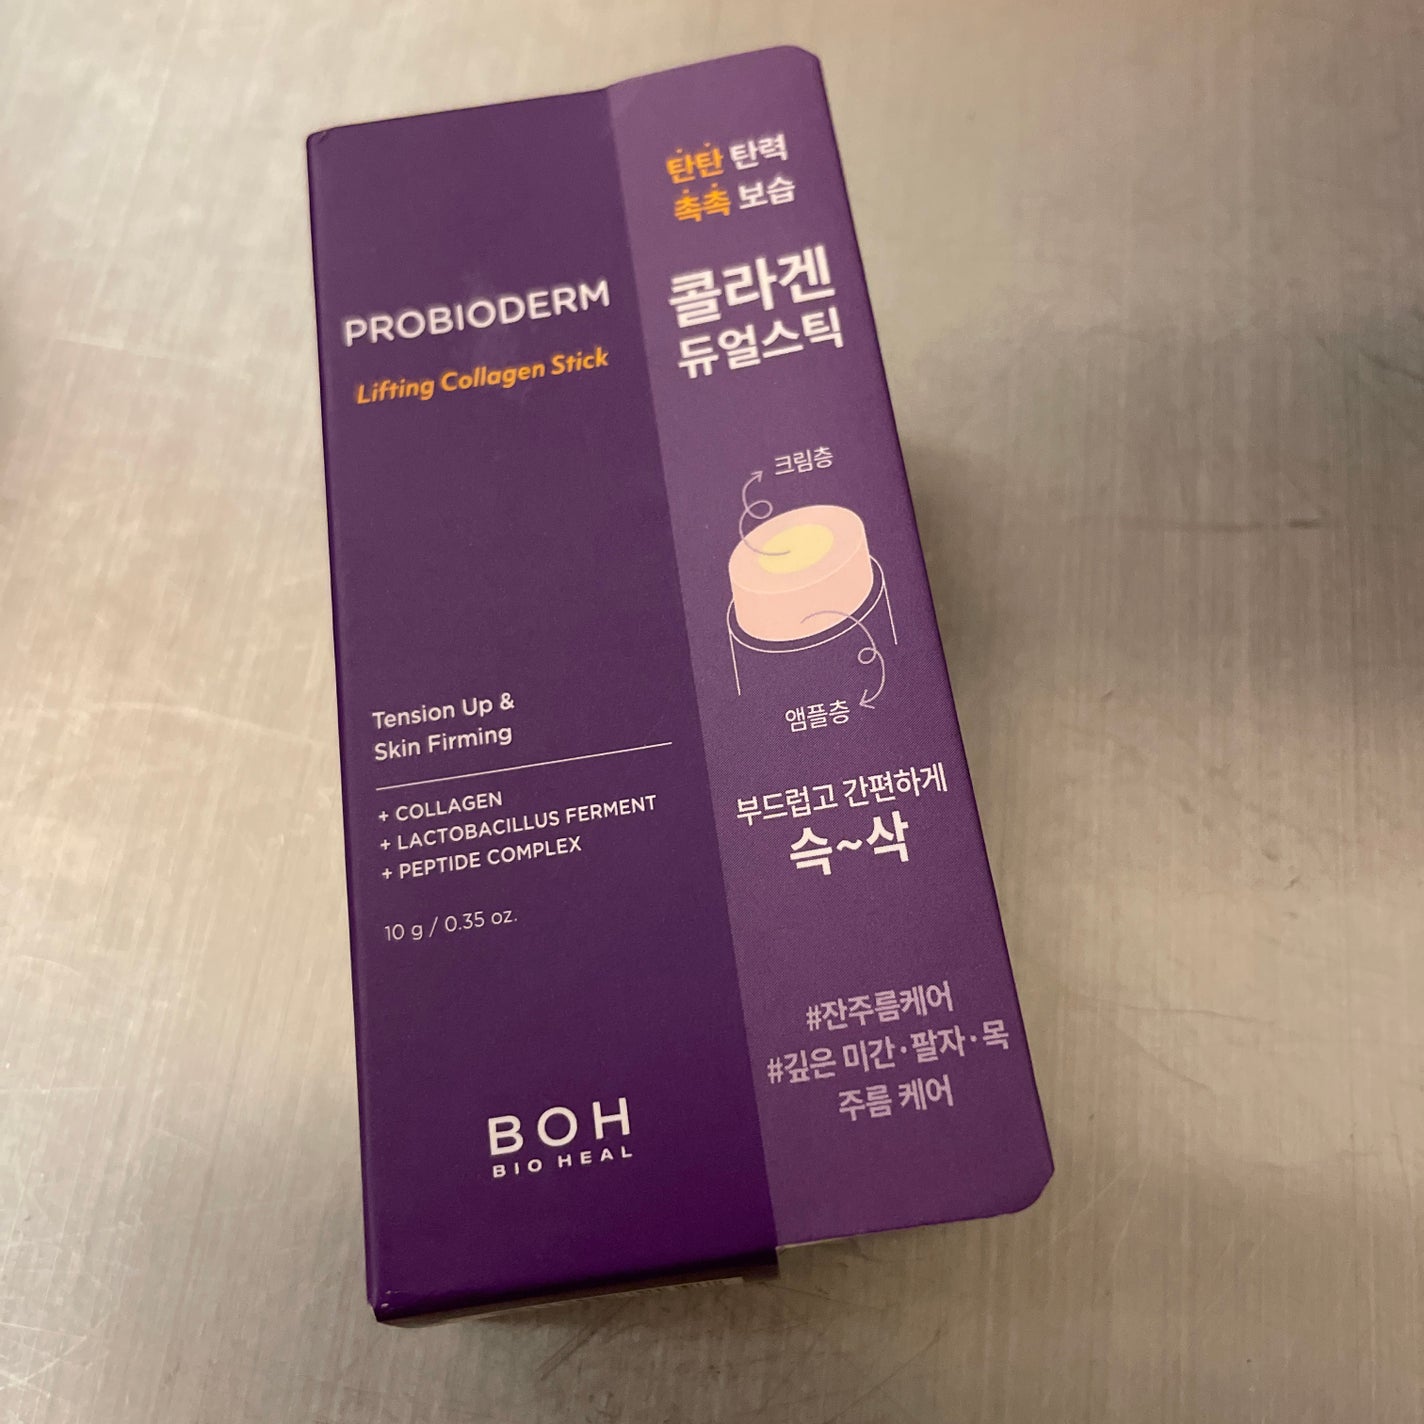 PROBIODERM
Lifting Collagen Stick
Tension Up &
Skin Firming
+ COLLAGEN
+ LACTOBACILLUS FERMENT
+ PEPTIDE COMPLEX
10 g / 0.35 oz.
BOH
BIO HEAL
탄탄 탄력
촉촉 보습
콜라겐
듀얼스틱
크림층
앰플층
부드럽고 간편하게
슥~삭
#잔주름케어
#깊은 미간·팔자·목
주름 케어